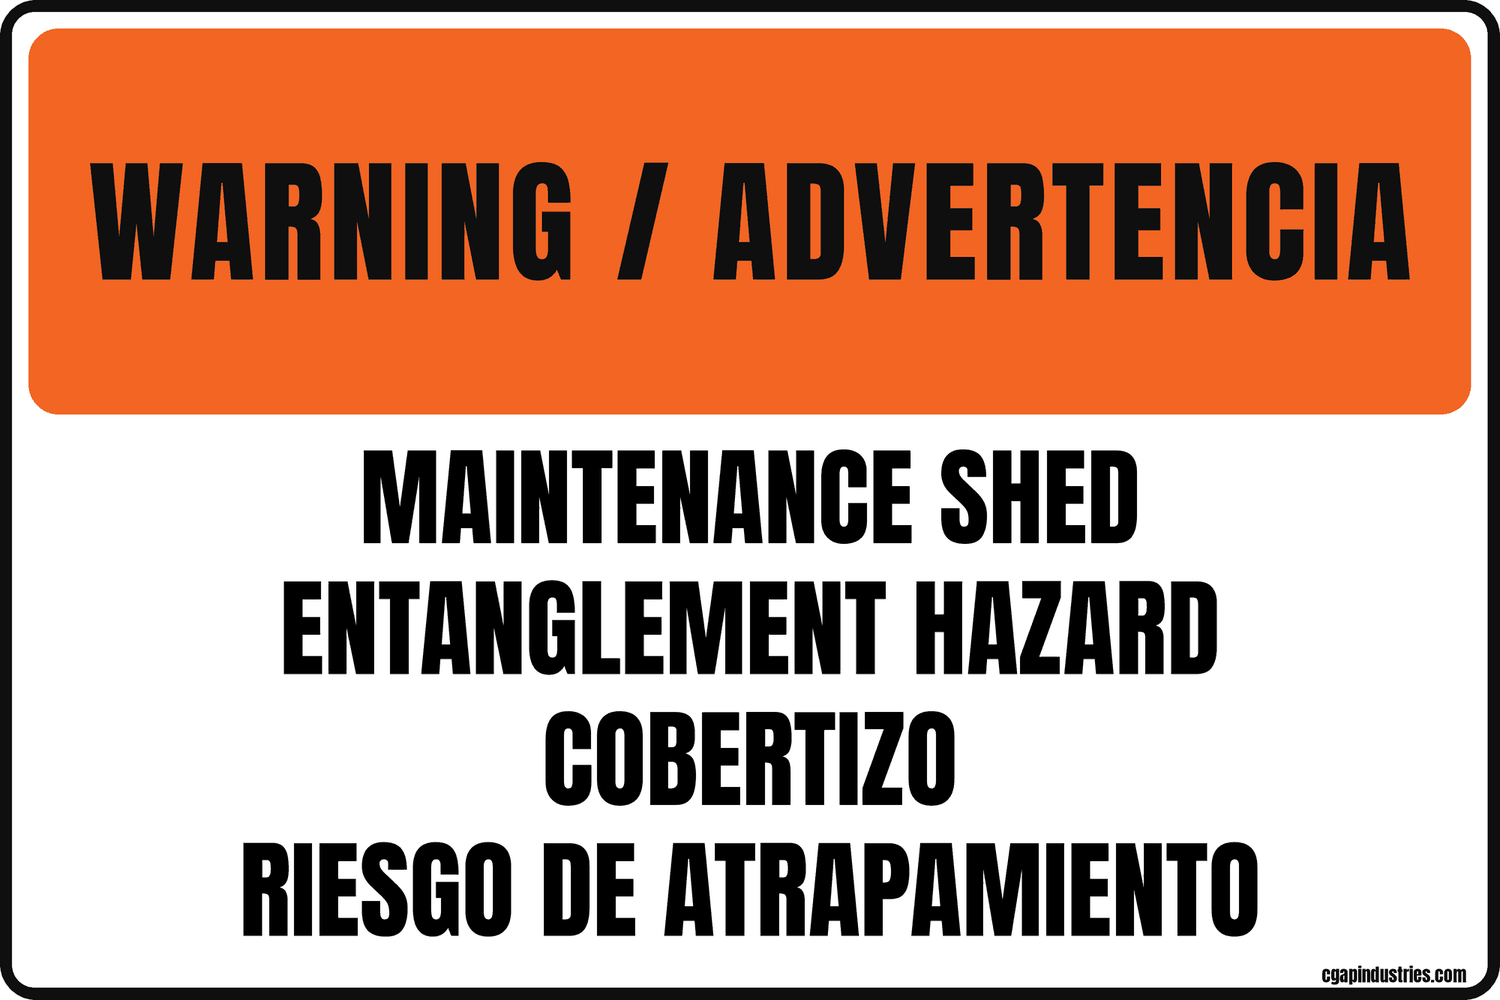 WARNING / ADVERTENCIA
MAINTENANCE SHED
ENTANGLEMENT HAZARD
COBERTIZO
RIESGO DE ATRAPAMIENTO
cgapindustries.com